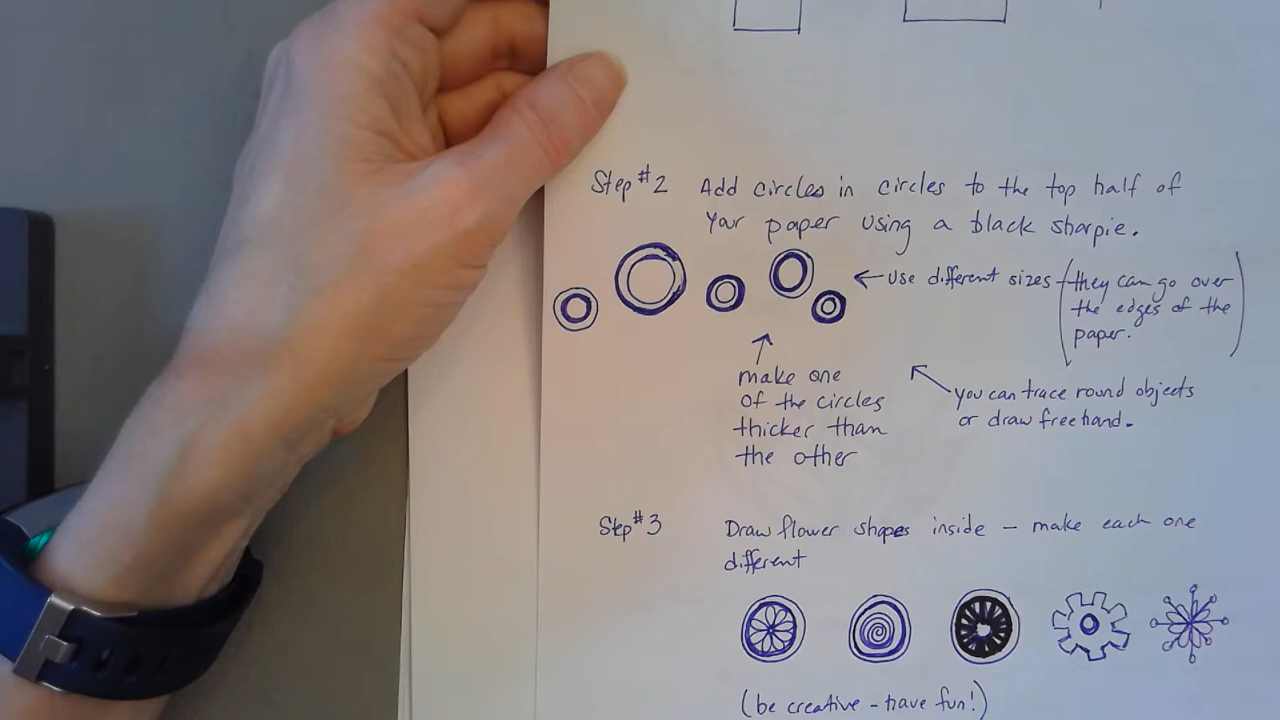 Step #2 Add circles in circles to the top half of
your paper using a black sharpie.
← use different sizes (they can go over
the edges of the
paper.)
make one
of the circles
thicker than
the other
you can trace round objects
or draw freehand.
Step #3 Draw flower shapes inside - make each one
different
(be creative - have fun!)